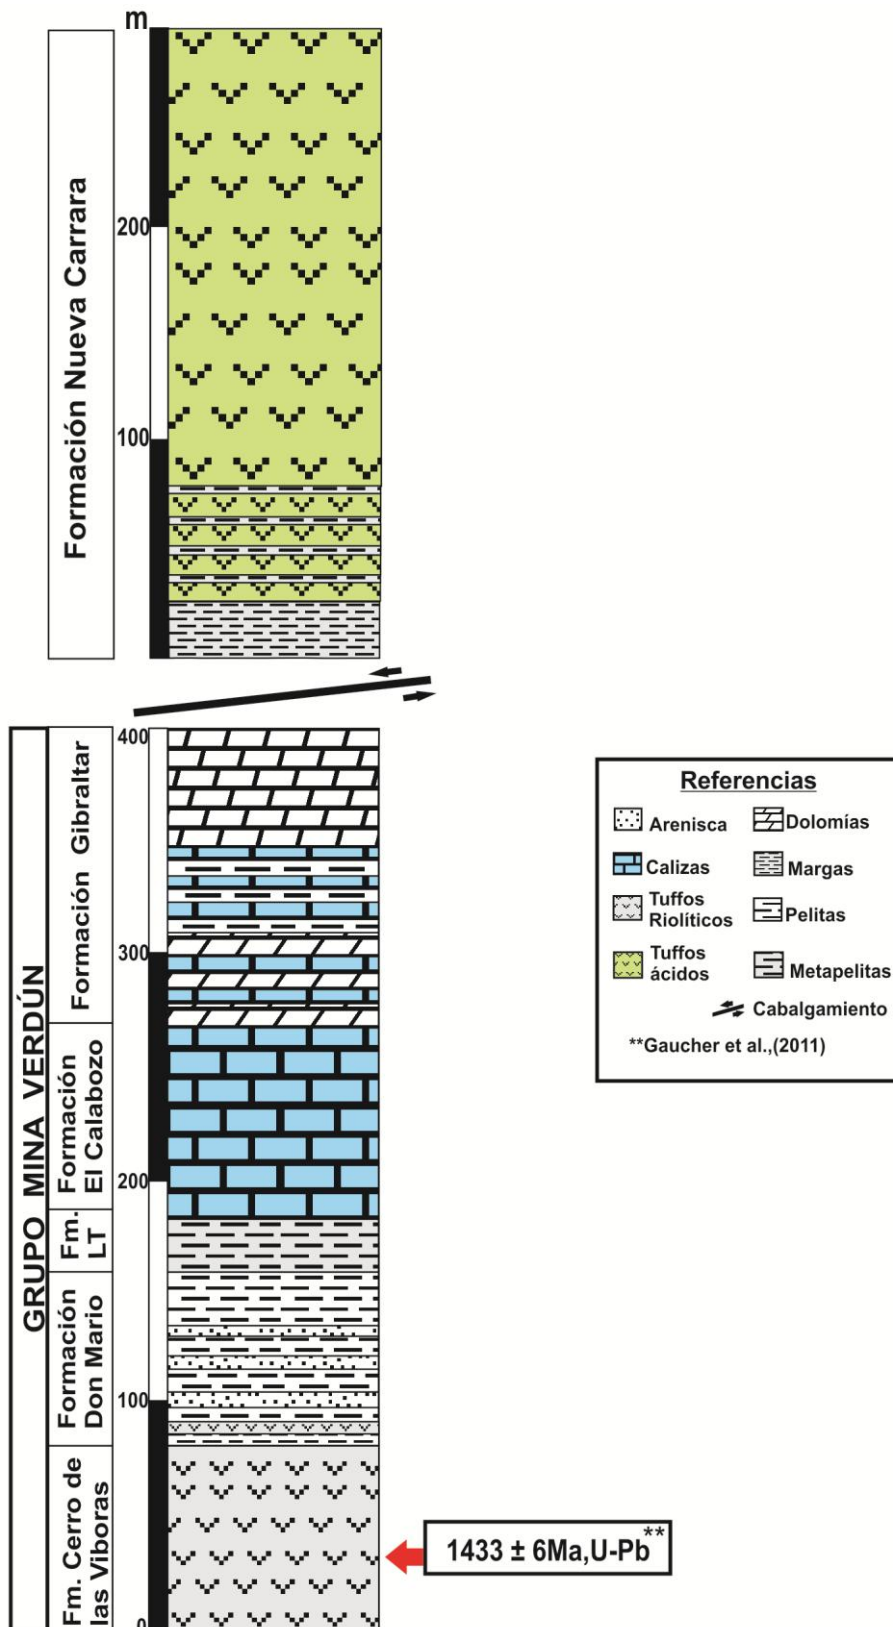 m
Formación Nueva Carrara
200
100
GRUPO MINA VERDÚN
Formación Gibraltar
Formación
El Calabozo
Fm.
LT
Formación
Don Mario
Fm. Cerro de
las Viboras
400
300
200
100
0
1433 ± 6Ma,U-Pb**
Referencias
Arenisca
Dolomías
Calizas
Margas
Tuffos
Riolíticos
Pelitas
Tuffos
ácidos
Metapelitas
Cabalgamiento
**Gaucher et al.,(2011)